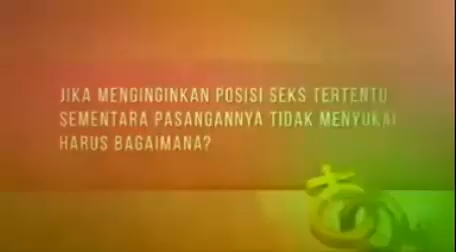 JIKA MENGINGINKAN POSISI SEKS TERTENTU
SEMENTARA PASANGANNYA TIDAK MENYUKAI
HARUS BAGAIMANA?